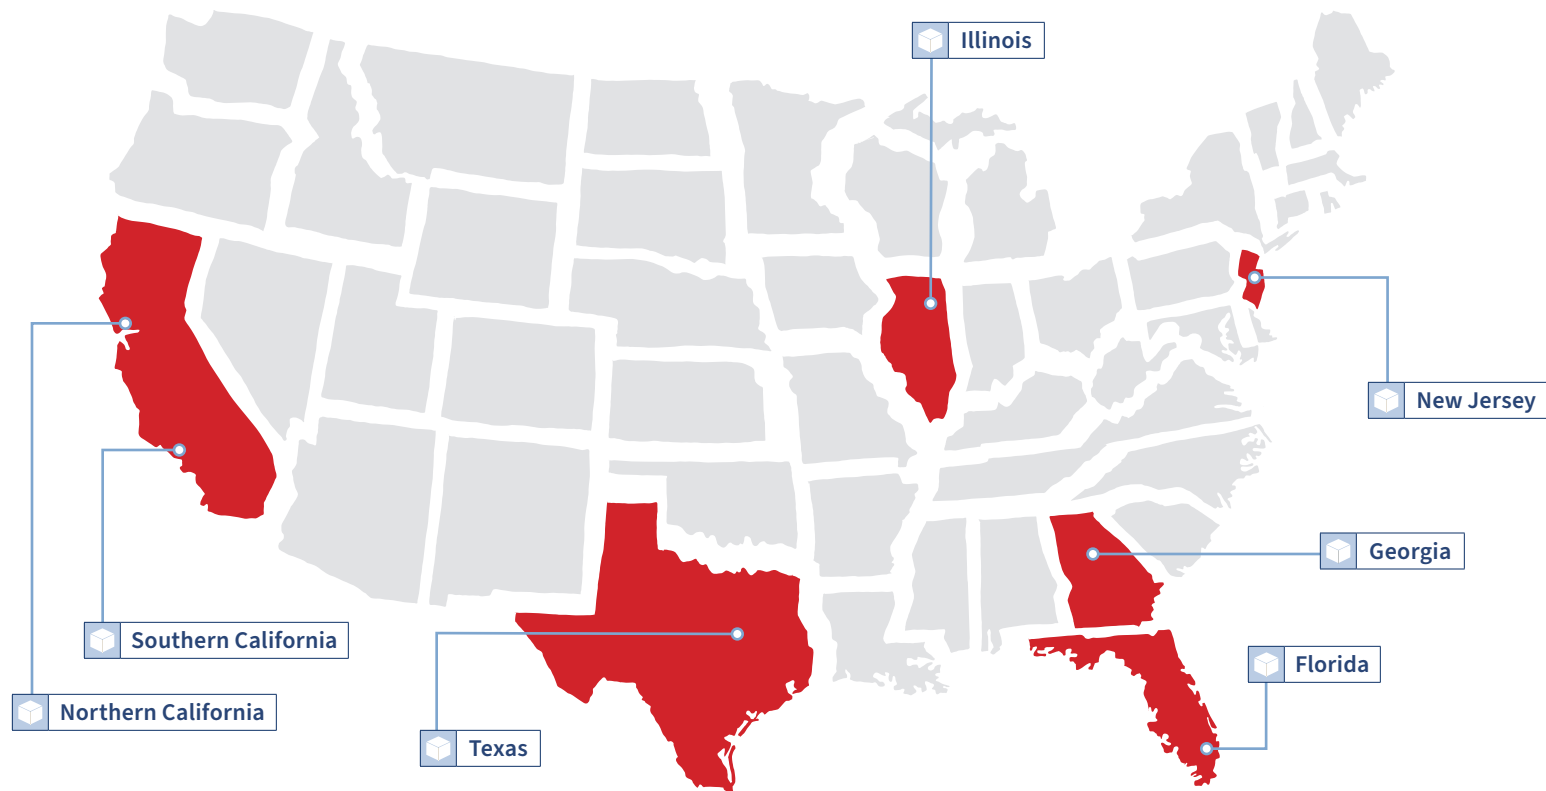 Illinois
New Jersey
Georgia
Southern California
Florida
Northern California
Texas